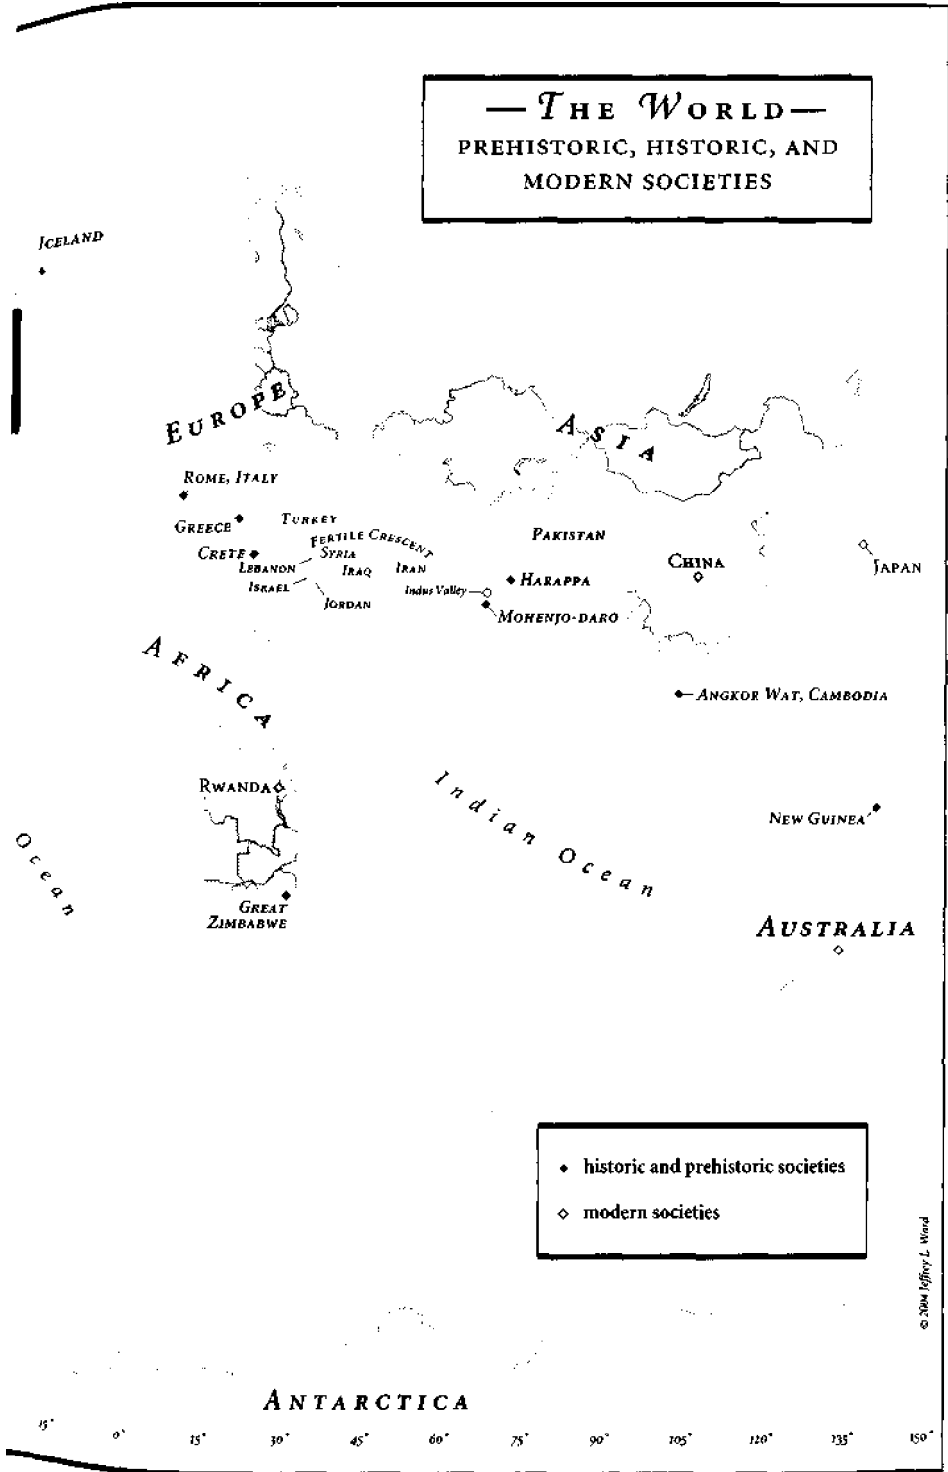 — THE WORLD —
PREHISTORIC, HISTORIC, AND
MODERN SOCIETIES
ICELAND
EUROPE
ASIA
ROME, ITALY
GREECE
TURKEY
FERTILE CRESCENT
PAKISTAN
CRETE
SYRIA
LEBANON
IRAQ
IRAN
CHINA
JAPAN
ISRAEL
Indus Valley
HARAPPA
JORDAN
MOHENJO-DARO
AFRICA
ANGKOR WAT, CAMBODIA
RWANDA
Indian Ocean
NEW GUINEA
Ocean
GREAT
ZIMBABWE
AUSTRALIA
historic and prehistoric societies
modern societies
© 2004 Jeffrey L. Ward
ANTARCTICA
15° 0° 15° 30° 45° 60° 75° 90° 105° 120° 135° 150°